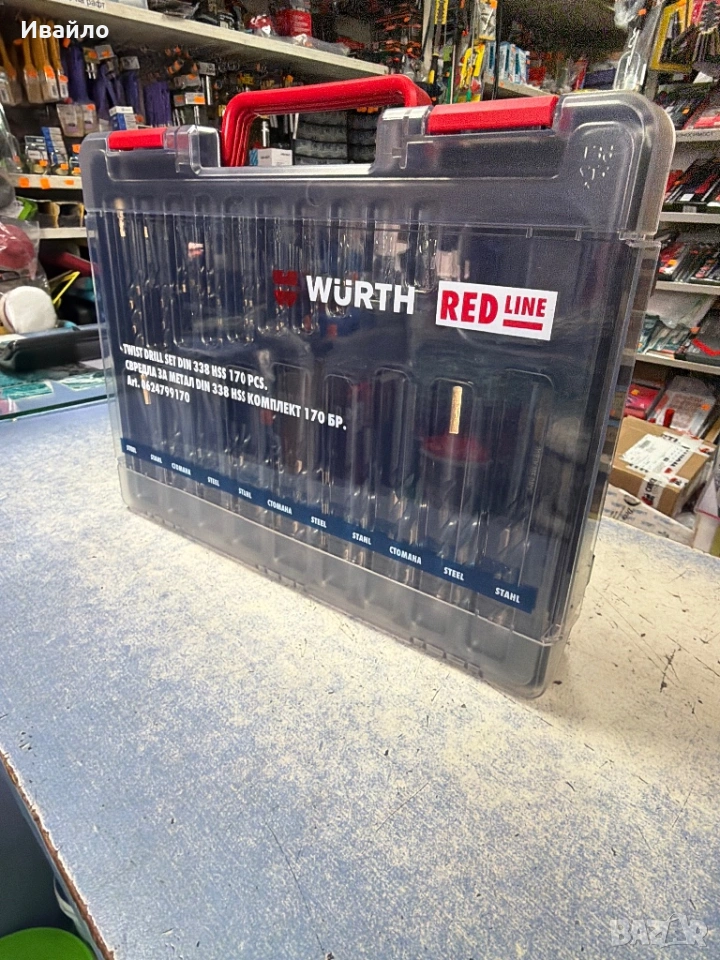 Ивайло
WÜRTH
RED LINE
TWIST DRILL SET DIN 338 HSS 170 PCS.
СВРЕДЛА ЗА МЕТАЛ DIN 338 HSS КОМПЛЕКТ 170 БР.
Art. 0624799170
STEEL STAHL СТОМАНА STEEL STAHL СТОМАНА STEEL STAHL СТОМАНА STEEL STAHL
BAZAR